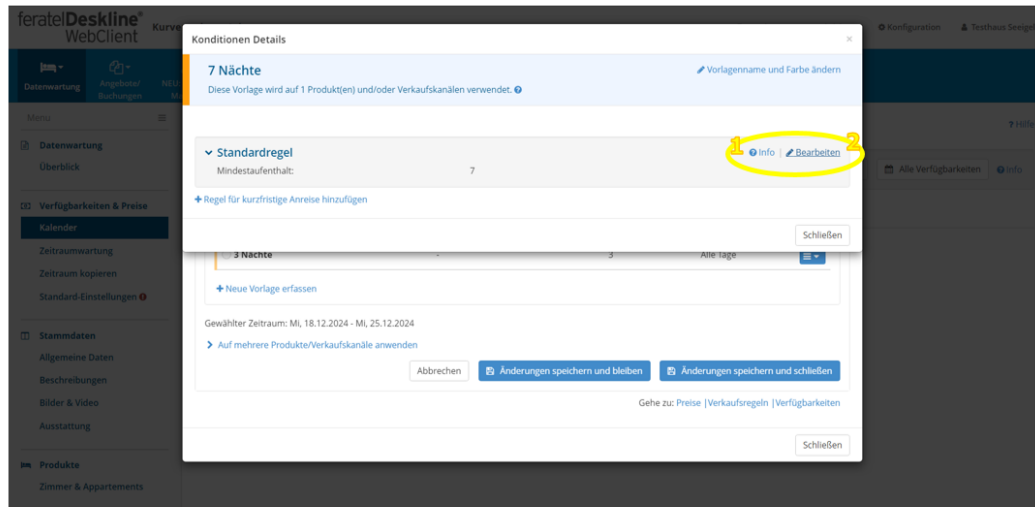 feratelDeskline®
WebClient
Kurve
Konfiguration
Testhaus Seeige
Datenwartung
Angebote/
Buchungen
NEU:
Menu
? Hilfe
Datenwartung
Überblick
Alle Verfügbarkeiten
Info
Verfügbarkeiten & Preise
Kalender
Zeitraumwartung
Zeitraum kopieren
Standard-Einstellungen
Stammdaten
Allgemeine Daten
Beschreibungen
Bilder & Video
Ausstattung
Produkte
Zimmer & Appartements
Konditionen Details
×
7 Nächte
Vorlagenname und Farbe ändern
Diese Vorlage wird auf 1 Produkt(en) und/oder Verkaufskanälen verwendet.
1
2
Standardregel
Info | Bearbeiten
Mindestaufenthalt: 7
+ Regel für kurzfristige Anreise hinzufügen
Schließen
3 Nächte - 3 Alle Tage
+ Neue Vorlage erfassen
Gewählter Zeitraum: Mi, 18.12.2024 - Mi, 25.12.2024
Auf mehrere Produkte/Verkaufskanäle anwenden
Abbrechen
Änderungen speichern und bleiben
Änderungen speichern und schließen
Gehe zu: Preise |Verkaufsregeln |Verfügbarkeiten
Schließen